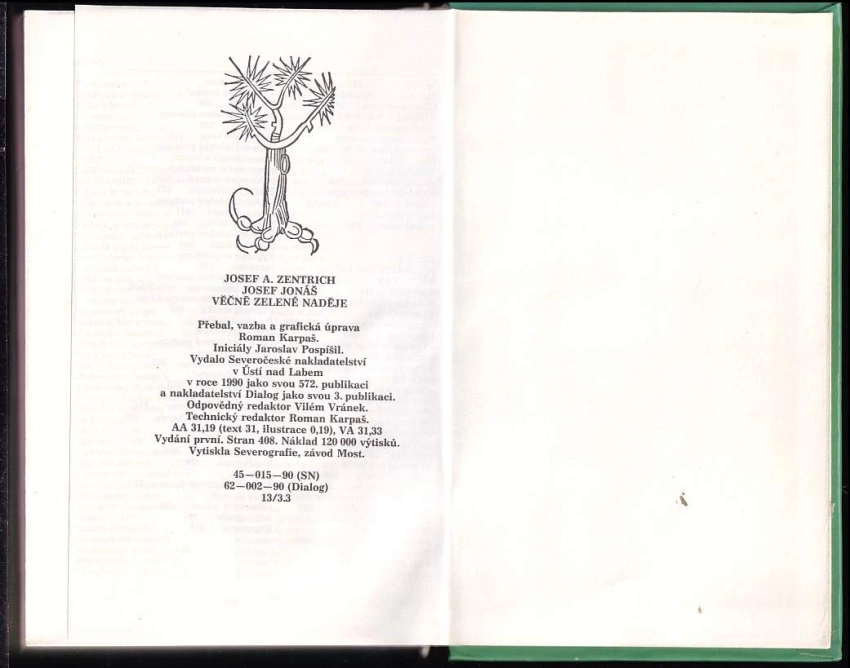 JOSEF A. ZENTRICH
JOSEF JONÁŠ
VĚČNĚ ZELENÉ NADĚJE
Přebal, vazba a grafická úprava
Roman Karpaš.
Iniciály Jaroslav Pospíšil.
Vydalo Severočeské nakladatelství
v Ústí nad Labem
v roce 1990 jako svou 572. publikaci
a nakladatelství Dialog jako svou 3. publikaci.
Odpovědný redaktor Vilém Vránek.
Technický redaktor Roman Karpaš.
AA 31,19 (text 31, ilustrace 0,19), VA 31,33
Vydání první. Stran 408. Náklad 120 000 výtisků.
Vytiskla Severografie, závod Most.
45—015—90 (SN)
62—002—90 (Dialog)
13/3.3